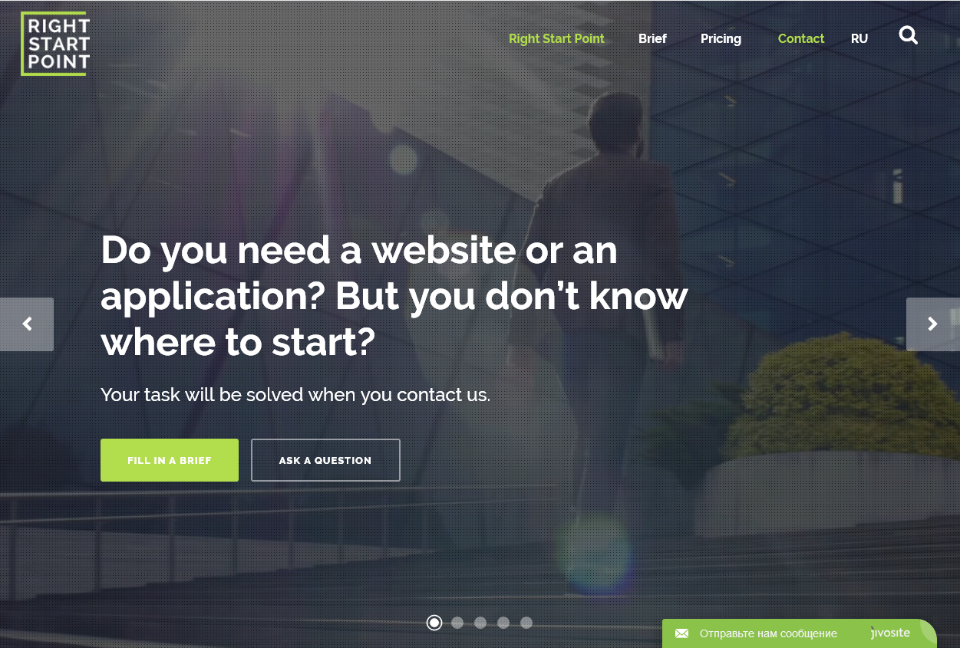 RIGHT
START
POINT
Right Start Point Brief Pricing Contact RU
Do you need a website or an
application? But you don't know
where to start?
Your task will be solved when you contact us.
FILL IN A BRIEF ASK A QUESTION
Отправьте нам сообщение jivosite